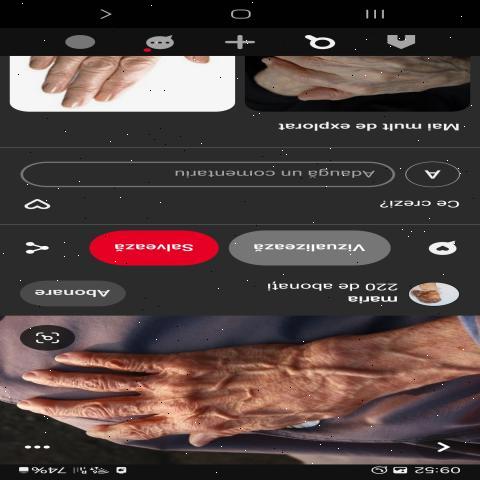 09:52
74%
maria
220 de abonați
Abonare
Vizualizează
Salvează
Ce crezi?
A
Adaugă un comentariu
Mai mult de explorat